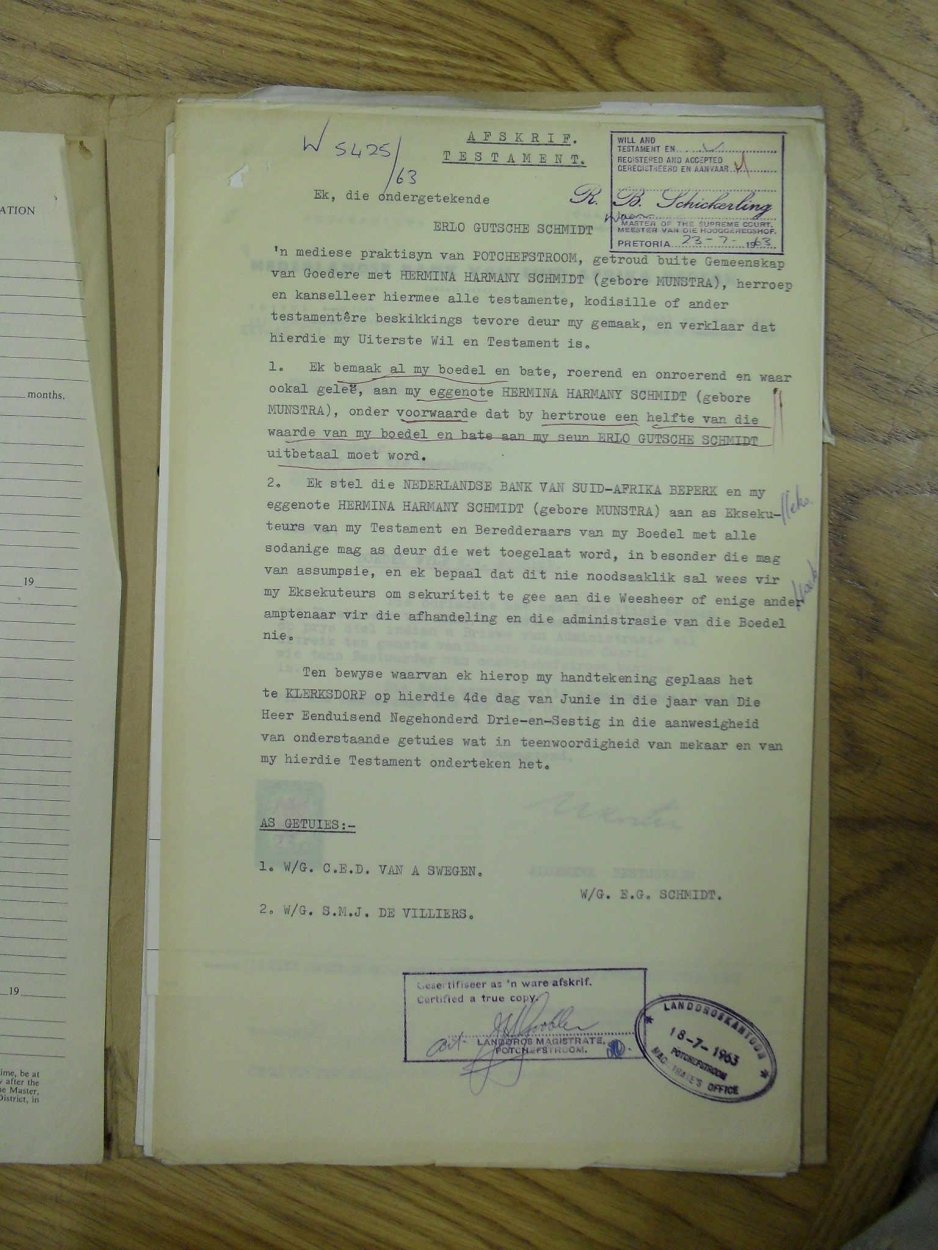 ATION
months.
19
19
ime, be at
y after the
e Master,
District, in
W 5425/63
AFSKRIF.
TESTAMENT.
WILL AND
TESTAMENT EN
REGISTERED AND ACCEPTED
GEREGISTREERD EN AANVAAR
R. B. Schickerling
MASTER OF THE SUPREME COURT.
MEESTER VAN DIE HOOGGEREGSHOF.
PRETORIA 23-7-1963
Ek, die ondergetekende
ERLO GUTSCHE SCHMIDT
'n mediese praktisyn van POTCHEFSTROOM, getroud buite Gemeenskap
van Goedere met HERMINA HARMANY SCHMIDT (gebore MUNSTRA), herroep
en kanselleer hiermee alle testamente, kodisille of ander
testamentêre beskikkings tevore deur my gemaak, en verklaar dat
hierdie my Uiterste Wil en Testament is.
1. Ek bemaak al my boedel en bate, roerend en onroerend en waar
ookal geleë, aan my eggenote HERMINA HARMANY SCHMIDT (gebore
MUNSTRA), onder voorwaarde dat by hertroue een helfte van die
waarde van my boedel en bate aan my seun ERLO GUTSCHE SCHMIDT
uitbetaal moet word.
2. Ek stel die NEDERLANDSE BANK VAN SUID-AFRIKA BEPERK en my
eggenote HERMINA HARMANY SCHMIDT (gebore MUNSTRA) aan as Ekseku-
teurs van my Testament en Beredderaars van my Boedel met alle
sodanige mag as deur die wet toegelaat word, in besonder die mag
van assumpsie, en ek bepaal dat dit nie noodsaaklik sal wees vir
my Eksekuteurs om sekuriteit te gee aan die Weesheer of enige ander
amptenaar vir die afhandeling en die administrasie van die Boedel
nie.
Ten bewyse waarvan ek hierop my handtekening geplaas het
te KLERKSDORP op hierdie 4de dag van Junie in die jaar van Die
Heer Eenduisend Negehonderd Drie-en-Sestig in die aanwesigheid
van onderstaande getuies wat in teenwoordigheid van mekaar en van
my hierdie Testament onderteken het.
AS GETUIES:-
1. W/G. C.E.D. VAN A SWEGEN.
W/G. E.G. SCHMIDT.
2. W/G. S.M.J. DE VILLIERS.
Gesertifiseer as 'n ware afskrif.
Certified a true copy.
LANDDROS MAGISTRATE.
POTCHEFSTROOM.
LANDDROSKANTOOR
18-7-1963
POTCHEFSTROOM
MAGISTRATE'S OFFICE